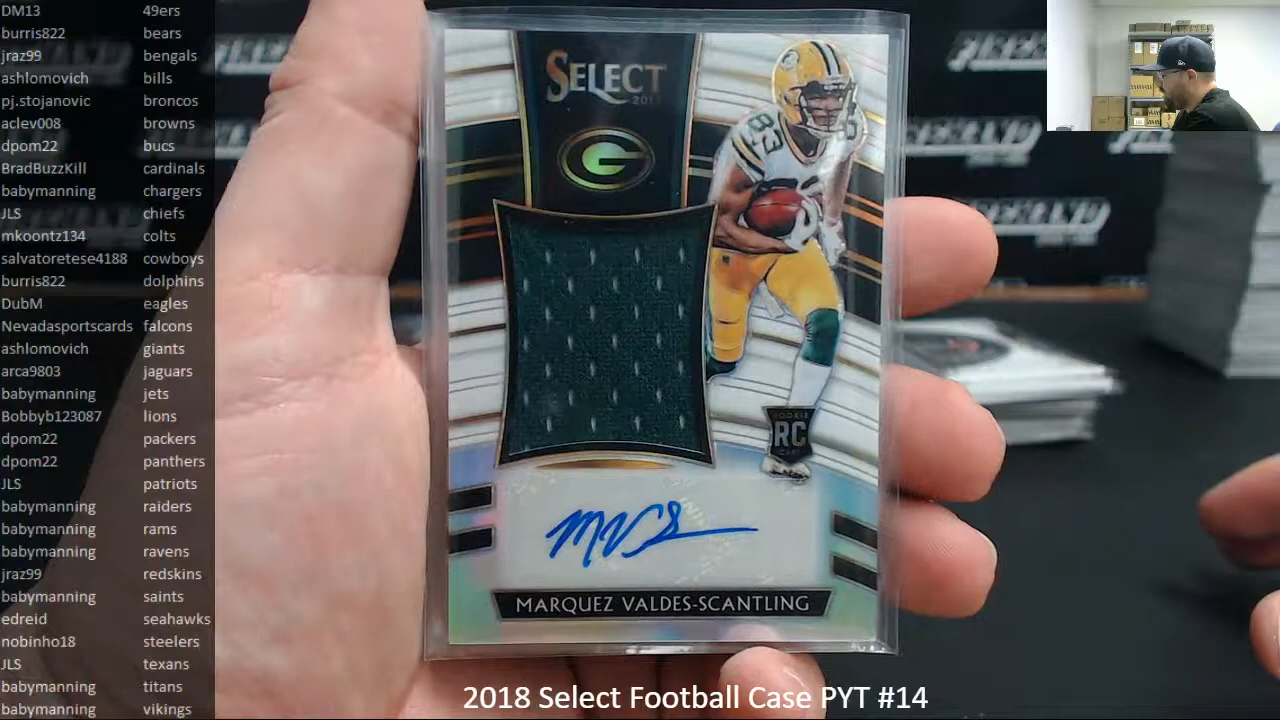 DM13 49ers
burris822 bears
jraz99 bengals
ashlomovich bills
pj.stojanovic broncos
aclev008 browns
dpom22 bucs
BradBuzzKill cardinals
babymanning chargers
JLS chiefs
mkoontz134 colts
salvatoretese4188 cowboys
burris822 dolphins
DubM eagles
Nevadasportscards falcons
ashlomovich giants
arca9803 jaguars
babymanning jets
Bobbyb123087 lions
dpom22 packers
dpom22 panthers
JLS patriots
babymanning raiders
babymanning rams
babymanning ravens
jraz99 redskins
babymanning saints
edreid seahawks
nobinho18 steelers
JLS texans
babymanning titans
babymanning vikings
SELECT
G
83
ROOKIE
RC
CARD
MVS
MARQUEZ VALDES-SCANTLING
2018 Select Football Case PYT #14